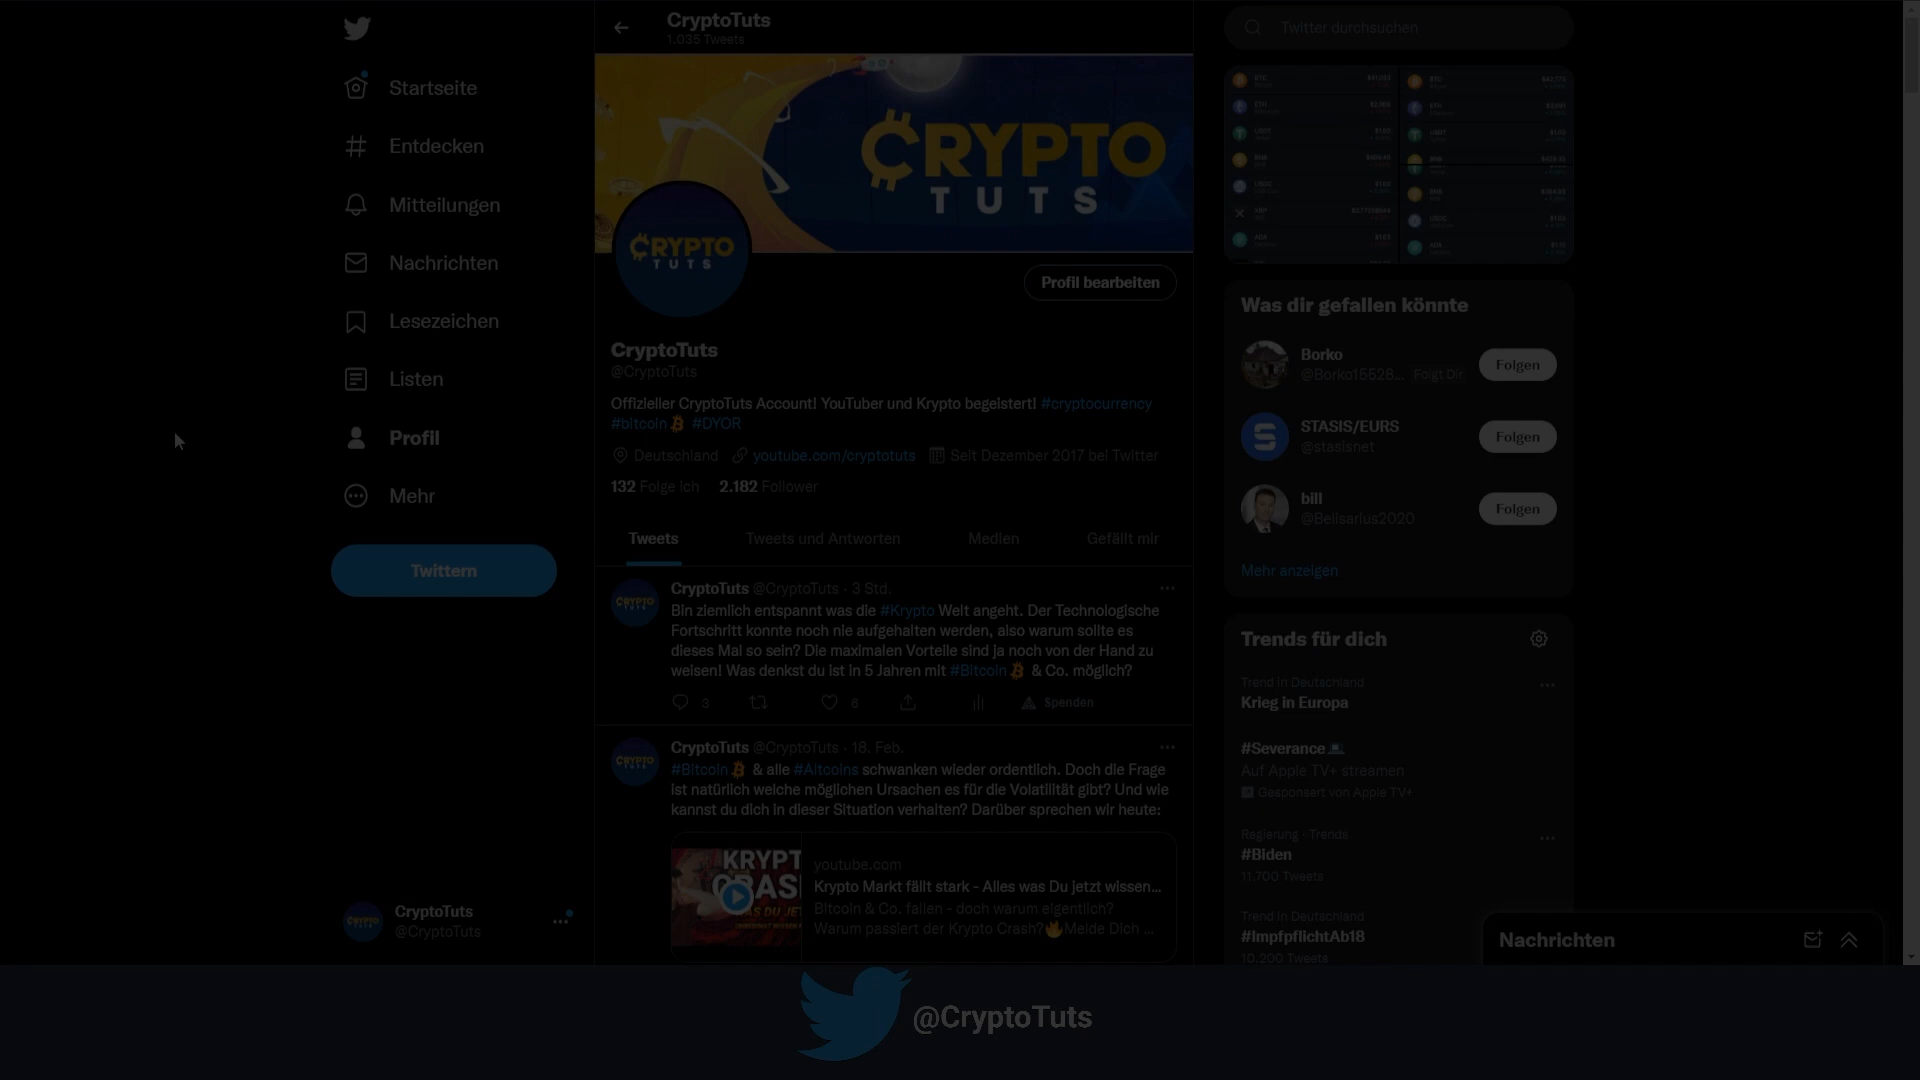 Startseite
Entdecken
Mitteilungen
Nachrichten
Lesezeichen
Listen
Profil
Mehr
Twittern
CryptoTuts
@CryptoTuts
CryptoTuts
1.035 Tweets
CRYPTO
TUTS
CRYPTO
TUTS
Profil bearbeiten
CryptoTuts
@CryptoTuts
Offizieller CryptoTuts Account! YouTuber und Krypto begeistert! #cryptocurrency
#bitcoin #DYOR
Deutschland youtube.com/cryptotuts Seit Dezember 2017 bei Twitter
132 Folge ich 2.182 Follower
Tweets Tweets und Antworten Medien Gefällt mir
CryptoTuts @CryptoTuts · 3 Std.
Bin ziemlich entspannt was die #Krypto Welt angeht. Der Technologische
Fortschritt konnte noch nie aufgehalten werden, also warum sollte es
dieses Mal so sein? Die maximalen Vorteile sind ja noch von der Hand zu
weisen! Was denkst du ist in 5 Jahren mit #Bitcoin & Co. möglich?
3 6 Spenden
CryptoTuts @CryptoTuts · 18. Feb.
#Bitcoin & alle #Altcoins schwanken wieder ordentlich. Doch die Frage
ist natürlich welche möglichen Ursachen es für die Volatilität gibt? Und wie
kannst du dich in dieser Situation verhalten? Darüber sprechen wir heute:
KRYPT
CRAS
youtube.com
Krypto Markt fällt stark - Alles was Du jetzt wissen...
Bitcoin & Co. fallen - doch warum eigentlich?
Warum passiert der Krypto Crash? Melde Dich ...
Twitter durchsuchen
Was dir gefallen könnte
Borko
@Borko15526... Folgt Dir
Folgen
STASIS/EURS
@stasisnet
Folgen
bill
@Belisarius2020
Folgen
Mehr anzeigen
Trends für dich
Trend in Deutschland
Krieg in Europa
#Severance
Auf Apple TV+ streamen
Gesponsert von Apple TV+
Regierung · Trends
#Biden
11.700 Tweets
Trend in Deutschland
#ImpfpflichtAb18
10.200 Tweets
Nachrichten
@CryptoTuts